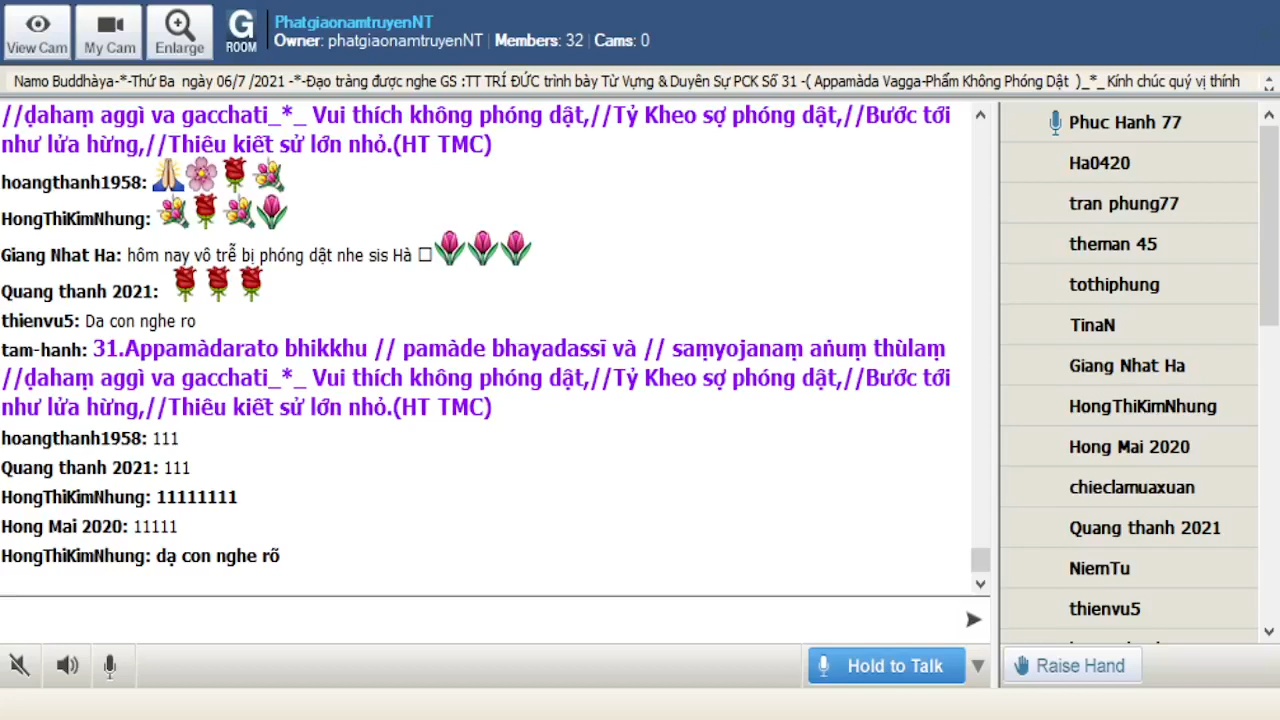 View Cam
My Cam
Enlarge
G
ROOM
PhatgiaonamtruyenNT
Owner: phatgiaonamtruyenNT | Members: 32 | Cams: 0
Namo Buddhàya-*-Thứ Ba ngày 06/7 /2021 -*-Đạo tràng được nghe GS :TT TRÍ ĐỨC trình bày Từ Vựng & Duyên Sự PCK Số 31 -( Appamàda Vagga-Phẩm Không Phóng Dật )_*_ Kính chúc quý vị thính
//ḍahaṃ aggì va gacchati_*_ Vui thích không phóng dật,//Tỷ Kheo sợ phóng dật,//Bước tới
như lửa hừng,//Thiêu kiết sử lớn nhỏ.(HT TMC)
hoangthanh1958:
HongThiKimNhung:
Giang Nhat Ha: hôm nay vô trễ bị phóng dật nhe sis Hà
Quang thanh 2021:
thienvu5: Da con nghe ro
tam-hanh: 31.Appamàdarato bhikkhu // pamàde bhayadassī và // saṃyojanaṃ aṅuṃ thùlaṃ
//ḍahaṃ aggì va gacchati_*_ Vui thích không phóng dật,//Tỷ Kheo sợ phóng dật,//Bước tới
như lửa hừng,//Thiêu kiết sử lớn nhỏ.(HT TMC)
hoangthanh1958: 111
Quang thanh 2021: 111
HongThiKimNhung: 11111111
Hong Mai 2020: 11111
HongThiKimNhung: dạ con nghe rõ
Hold to Talk
Phuc Hanh 77
Ha0420
tran phung77
theman 45
tothiphung
TinaN
Giang Nhat Ha
HongThiKimNhung
Hong Mai 2020
chieclamuaxuan
Quang thanh 2021
NiemTu
thienvu5
Raise Hand